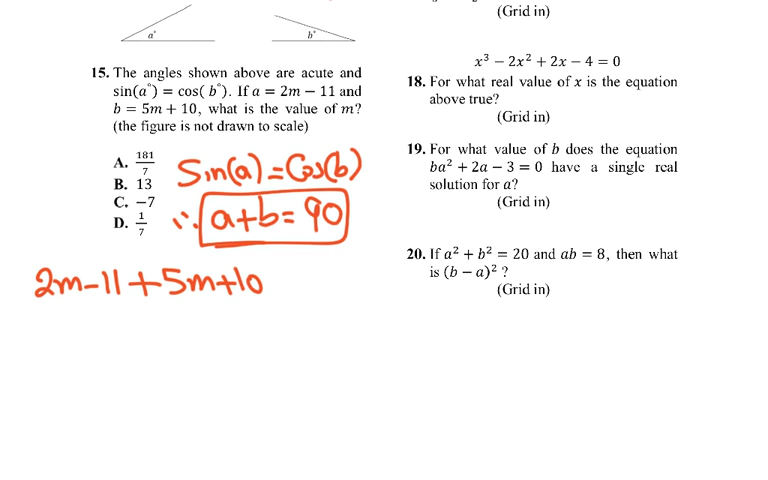 (Grid in)
a°
b°
15. The angles shown above are acute and
sin(a°) = cos( b°). If a = 2m − 11 and
b = 5m + 10, what is the value of m?
(the figure is not drawn to scale)
A. 181/7
B. 13
C. −7
D. 1/7
Sin(a)=Cos(b)
∴ a+b=90
2m-11+5m+10
x³ − 2x² + 2x − 4 = 0
18. For what real value of x is the equation
above true?
(Grid in)
19. For what value of b does the equation
ba² + 2a − 3 = 0 have a single real
solution for a?
(Grid in)
20. If a² + b² = 20 and ab = 8, then what
is (b − a)² ?
(Grid in)